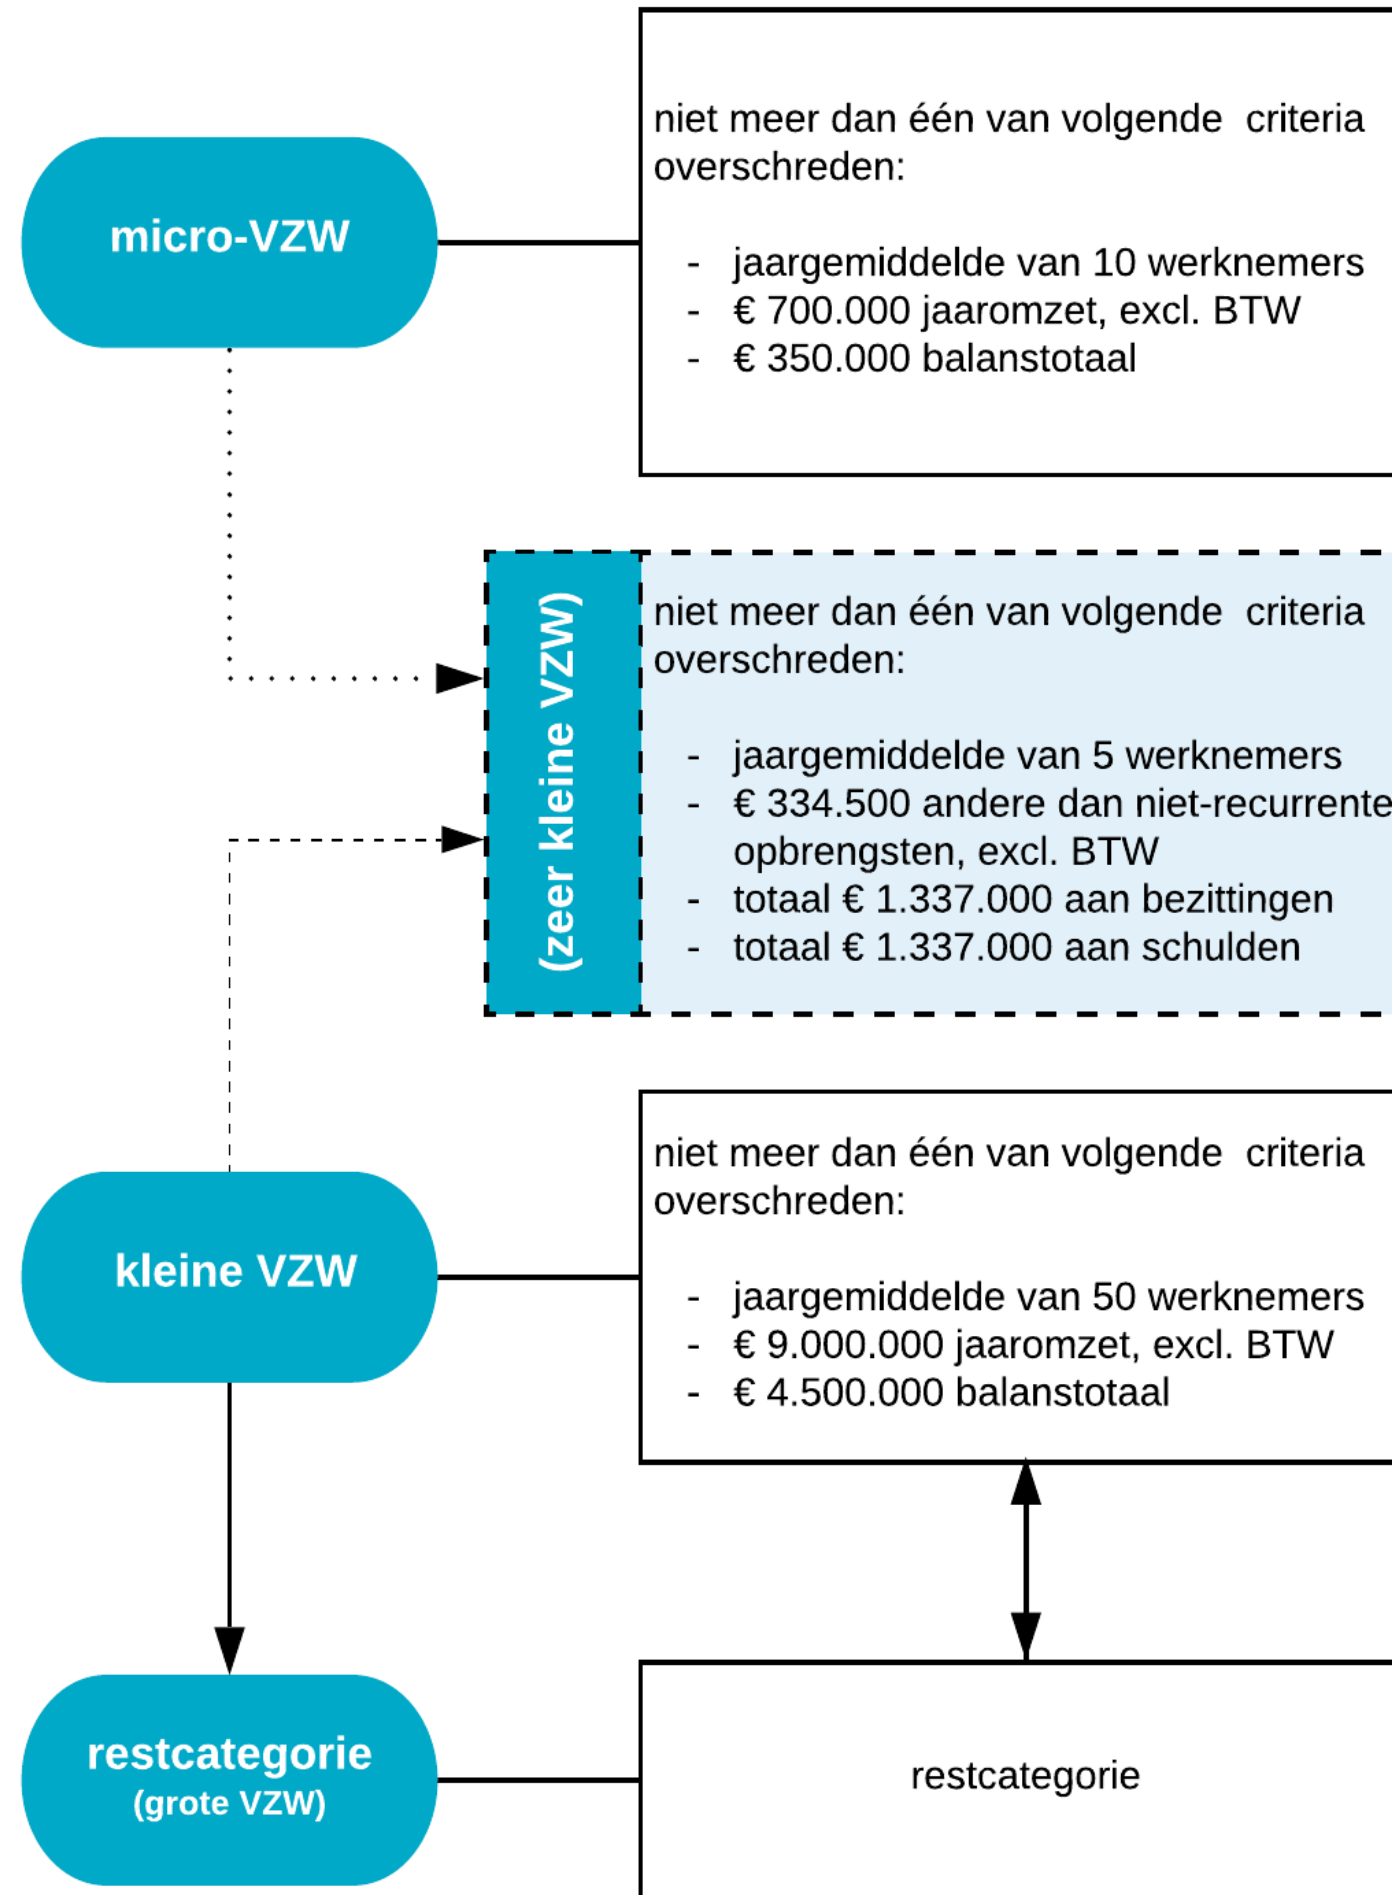 micro-VZW
niet meer dan één van volgende criteria
overschreden:
- jaargemiddelde van 10 werknemers
- € 700.000 jaaromzet, excl. BTW
- € 350.000 balanstotaal
(zeer kleine VZW)
niet meer dan één van volgende criteria
overschreden:
- jaargemiddelde van 5 werknemers
- € 334.500 andere dan niet-recurrente
opbrengsten, excl. BTW
- totaal € 1.337.000 aan bezittingen
- totaal € 1.337.000 aan schulden
kleine VZW
niet meer dan één van volgende criteria
overschreden:
- jaargemiddelde van 50 werknemers
- € 9.000.000 jaaromzet, excl. BTW
- € 4.500.000 balanstotaal
restcategorie
(grote VZW)
restcategorie